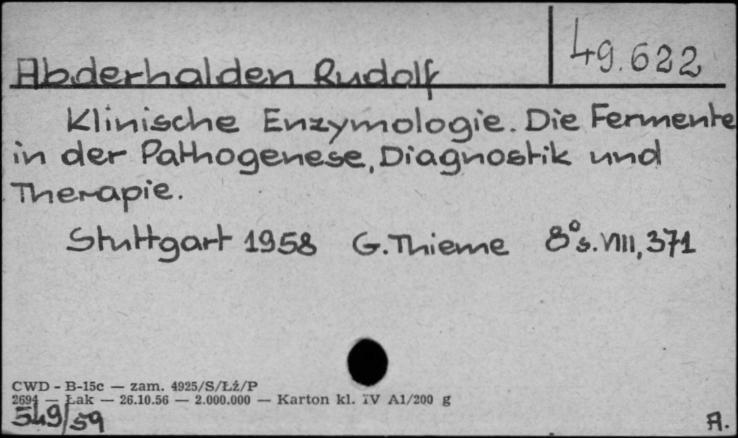 Abderhalden Rudolf 49.622
Klinische Enzymologie. Die Fermente
in der Pathogenese, Diagnostik und
Therapie.
Stuttgart 1958 G. Thieme 8° s. VIII, 371
CWD - B-15c — zam. 4925/S/Łź/P
2694 — Łak — 26.10.56 — 2.000.000 — Karton kl. IV A1/200 g
549/59
A.